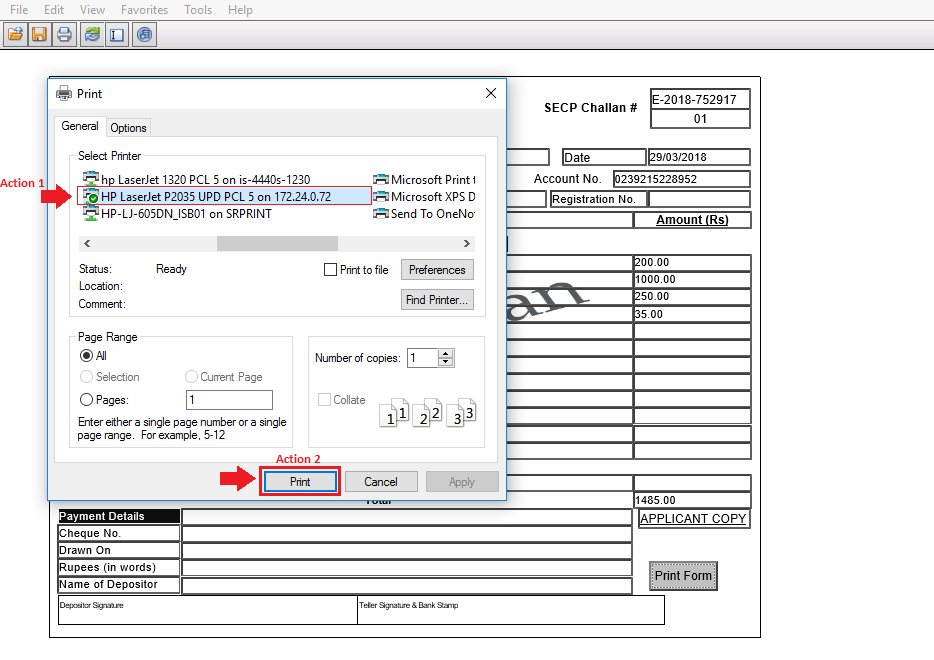 File Edit View Favorites Tools Help
Print
General Options
Select Printer
hp LaserJet 1320 PCL 5 on is-4440s-1230
Microsoft Print t
Action 1
HP LaserJet P2035 UPD PCL 5 on 172.24.0.72
Microsoft XPS D
HP-LJ-605DN_ISB01 on SRPRINT
Send To OneNo
Status: Ready
Print to file
Preferences
Location:
Comment:
Find Printer...
Page Range
All
Selection
Current Page
Pages: 1
Enter either a single page number or a single
page range. For example, 5-12
Number of copies: 1
Collate
1 1 2 2 3 3
Action 2
Print Cancel Apply
SECP Challan # E-2018-752917
01
Date 29/03/2018
Account No. 0239215228952
Registration No.
Amount (Rs)
200.00
1000.00
250.00
35.00
an
Total 1485.00
Payment Details
APPLICANT COPY
Cheque No.
Drawn On
Rupees (in words)
Name of Depositor
Print Form
Depositor Signature
Teller Signature & Bank Stamp